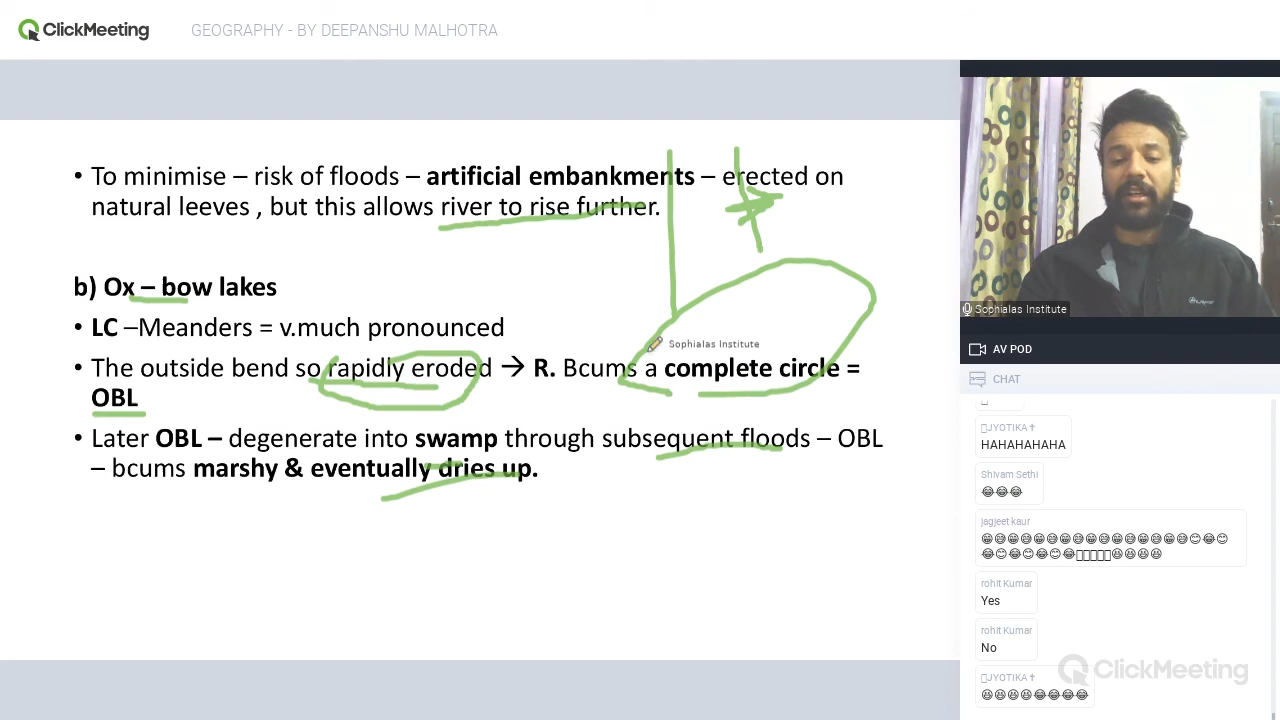 ClickMeeting
GEOGRAPHY - BY DEEPANSHU MALHOTRA
• To minimise – risk of floods – artificial embankments – erected on
natural leeves , but this allows river to rise further.
b) Ox – bow lakes
• LC –Meanders = v.much pronounced
Sophialas Institute
• The outside bend so rapidly eroded → R. Bcums a complete circle =
OBL
• Later OBL – degenerate into swamp through subsequent floods – OBL
– bcums marshy & eventually dries up.
Sophialas Institute
AV POD
CHAT
JYOTIKA✝
HAHAHAHAHA
Shivam Sethi
😂😂😂
jagjeet kaur
rohit Kumar
Yes
rohit Kumar
No
JYOTIKA✝
😆😆😆😆😂😂😂😂
ClickMeeting